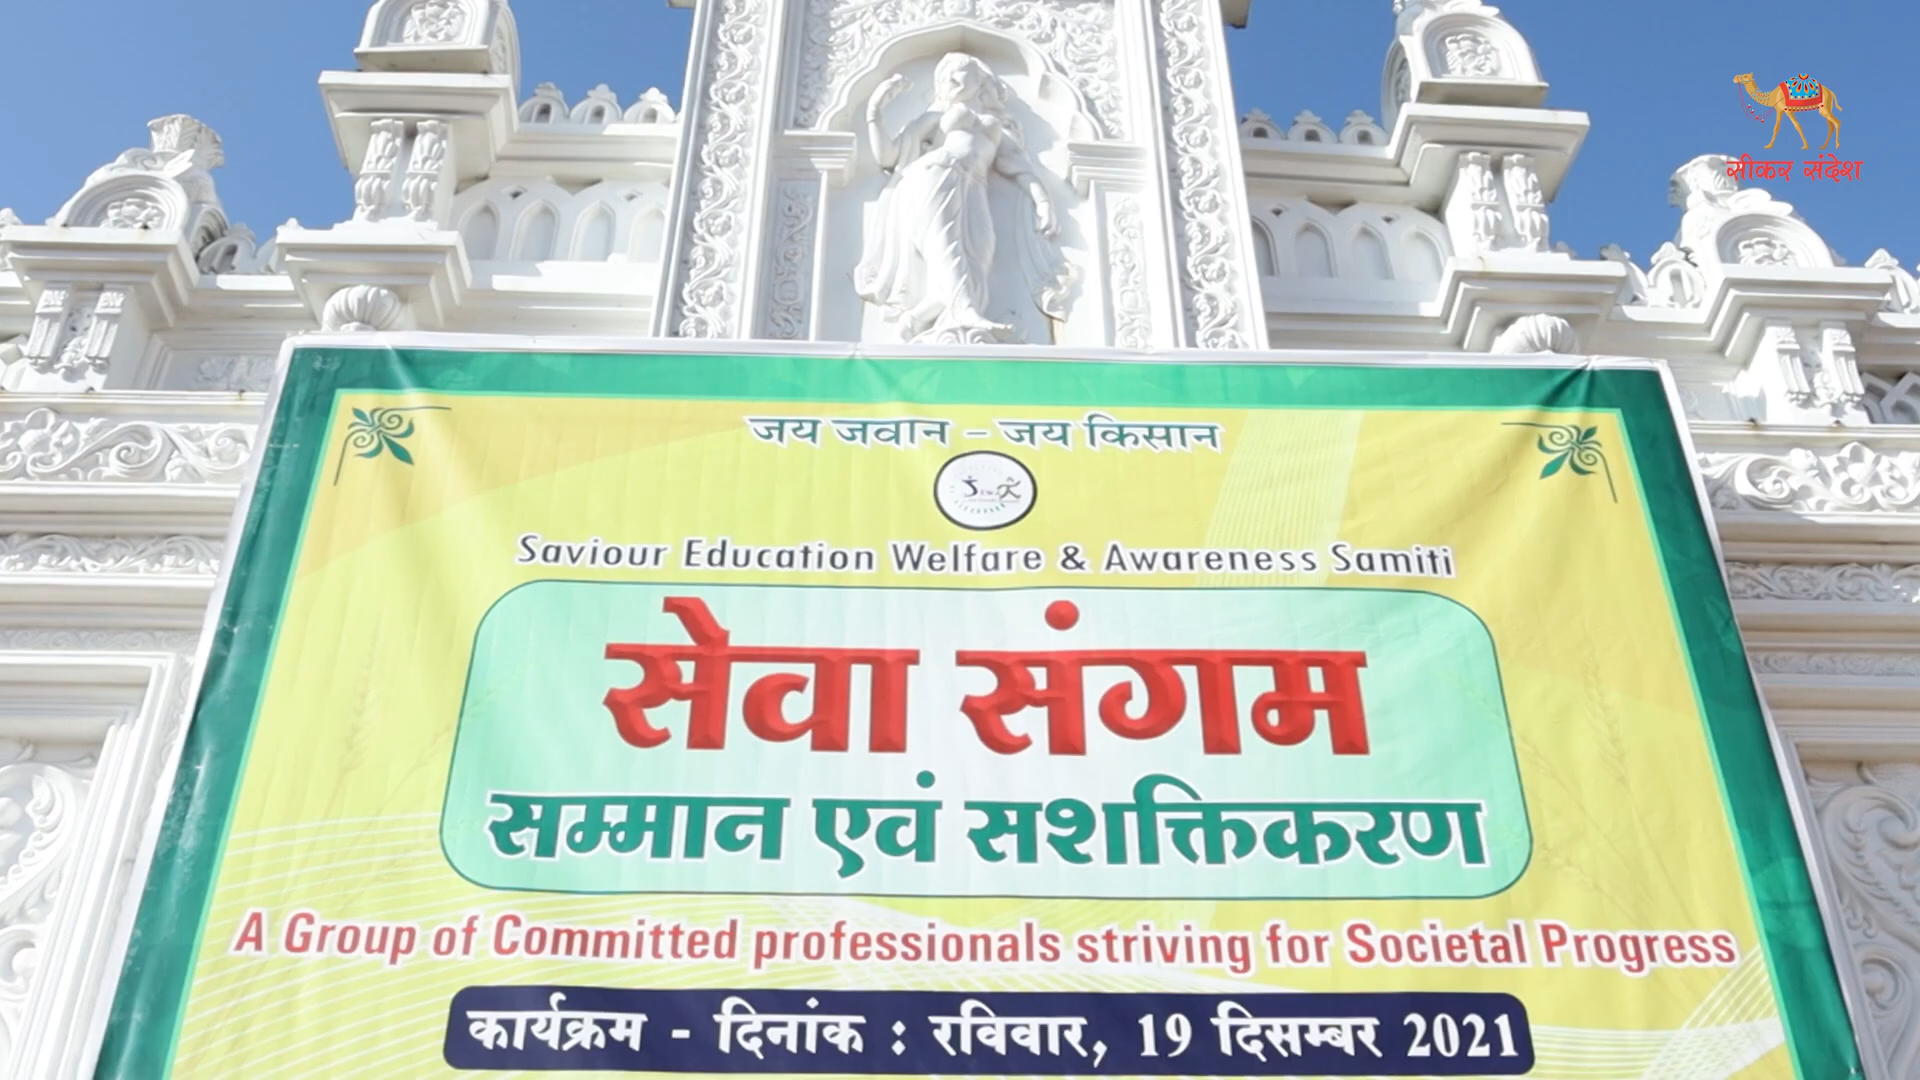 सीकर संदेश
जय जवान - जय किसान
Saviour Education Welfare & Awareness Samiti
सेवा संगम
सम्मान एवं सशक्तिकरण
A Group of Committed professionals striving for Societal Progress
कार्यक्रम - दिनांक : रविवार, 19 दिसम्बर 2021